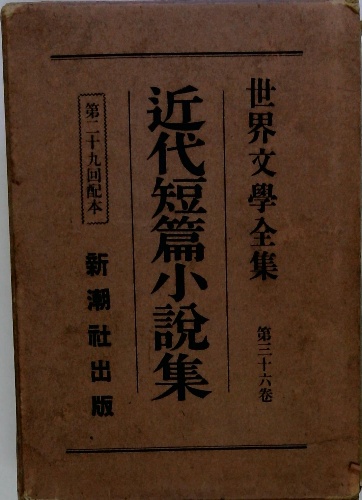 世界文學全集
第三十六卷
近代短篇小說集
第二十九回配本
新潮社出版